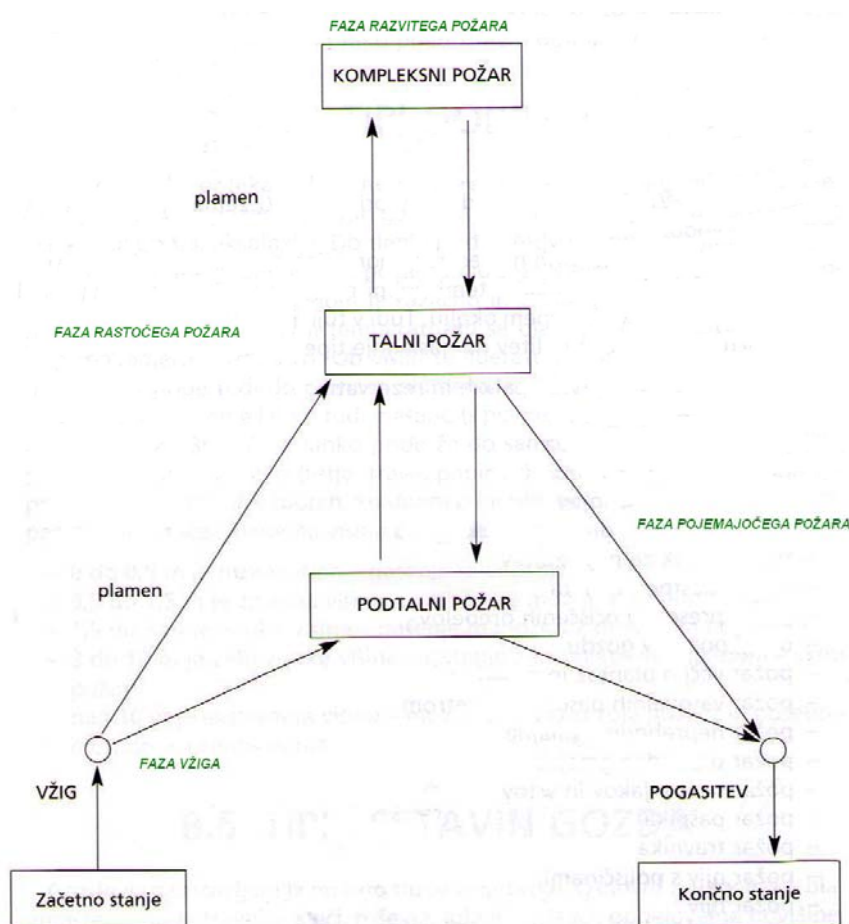 FAZA RAZVITEGA POŽARA
KOMPLEKSNI POŽAR
plamen
FAZA RASTOČEGA POŽARA
TALNI POŽAR
FAZA POJEMAJOČEGA POŽARA
plamen
PODTALNI POŽAR
FAZA VŽIGA
VŽIG
POGASITEV
Začetno stanje
Končno stanje